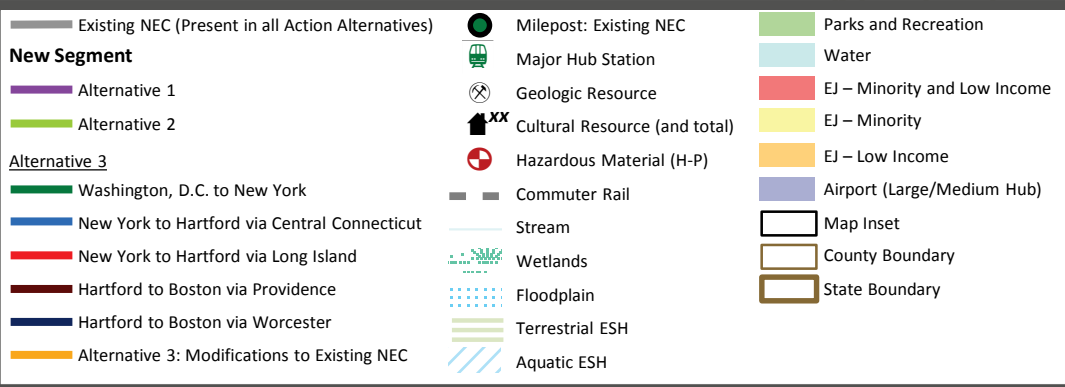 Existing NEC (Present in all Action Alternatives)
New Segment
Alternative 1
Alternative 2
Alternative 3
Washington, D.C. to New York
New York to Hartford via Central Connecticut
New York to Hartford via Long Island
Hartford to Boston via Providence
Hartford to Boston via Worcester
Alternative 3: Modifications to Existing NEC
Milepost: Existing NEC
Major Hub Station
Geologic Resource
xx Cultural Resource (and total)
Hazardous Material (H-P)
Commuter Rail
Stream
Wetlands
Floodplain
Terrestrial ESH
Aquatic ESH
Parks and Recreation
Water
EJ – Minority and Low Income
EJ – Minority
EJ – Low Income
Airport (Large/Medium Hub)
Map Inset
County Boundary
State Boundary